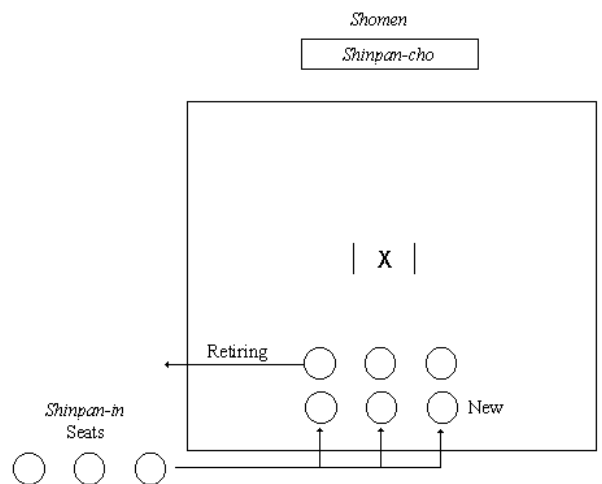 Shomen
Shinpan-cho
X
Retiring
New
Shinpan-in
Seats